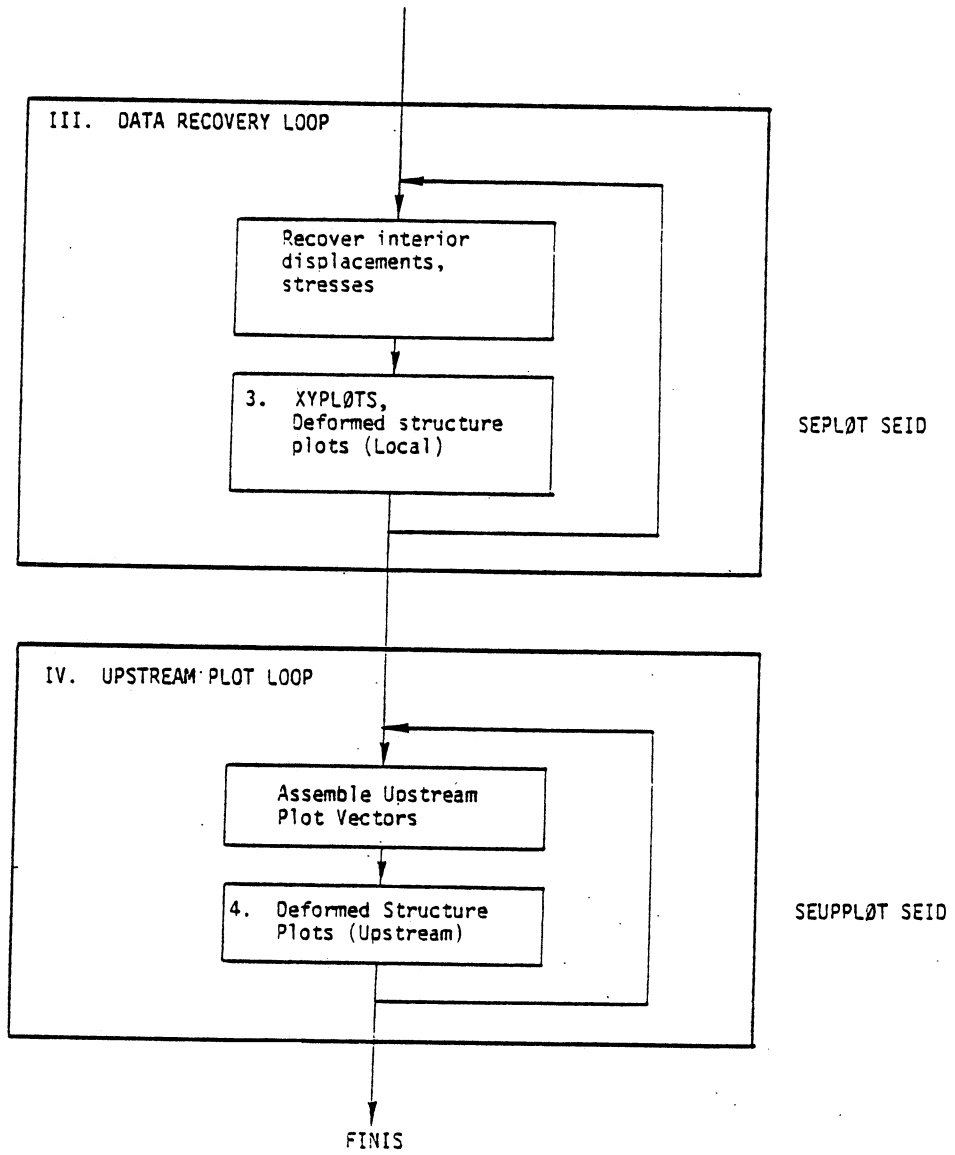 III. DATA RECOVERY LOOP
Recover interior
displacements,
stresses
3. XYPLØTS,
Deformed structure
plots (Local)
SEPLØT SEID
IV. UPSTREAM PLOT LOOP
Assemble Upstream
Plot Vectors
4. Deformed Structure
Plots (Upstream)
SEUPPLØT SEID
FINIS